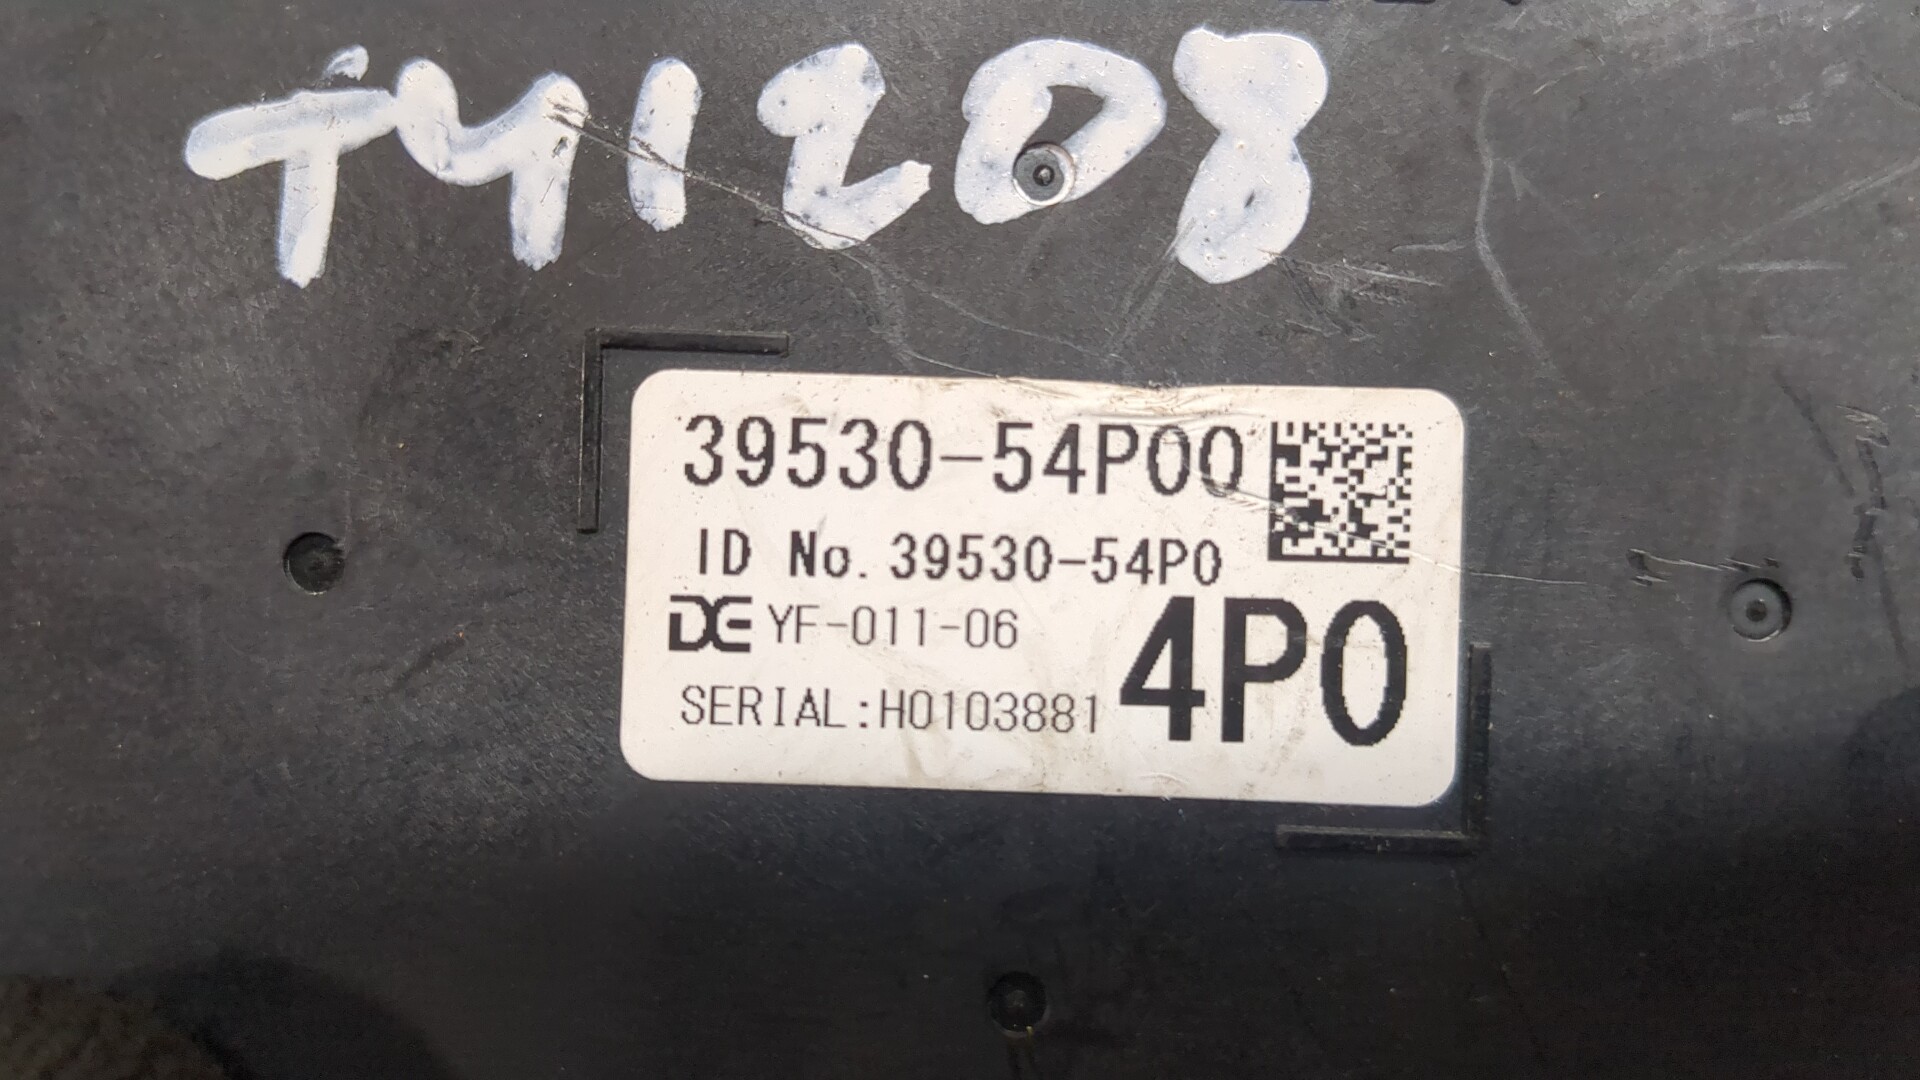 T41208
39530-54P00
ID No. 39530-54P0
DE YF-011-06
4P0
SERIAL:H0103881